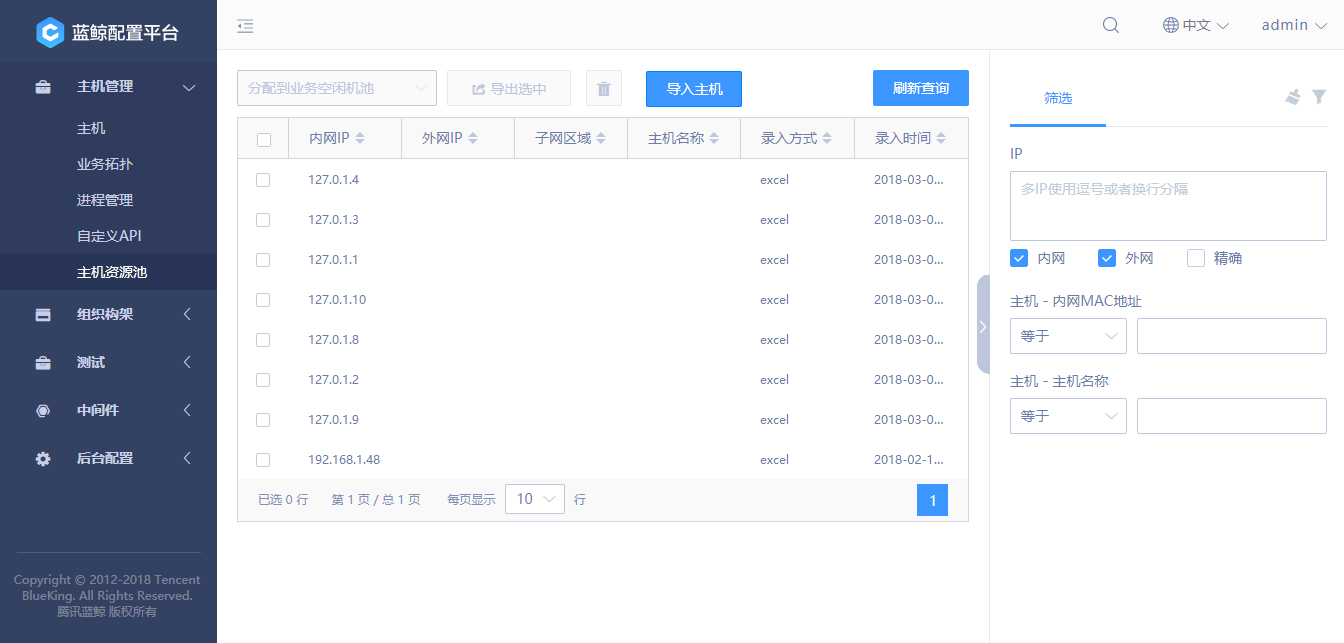 蓝鲸配置平台
中文
admin
主机管理
主机
业务拓扑
进程管理
自定义API
主机资源池
组织构架
测试
中间件
后台配置
Copyright © 2012-2018 Tencent
BlueKing. All Rights Reserved.
腾讯蓝鲸 版权所有
分配到业务空闲机池 导出选中 导入主机 刷新查询
内网IP 外网IP 子网区域 主机名称 录入方式 录入时间
127.0.1.4 excel 2018-03-0...
127.0.1.3 excel 2018-03-0...
127.0.1.1 excel 2018-03-0...
127.0.1.10 excel 2018-03-0...
127.0.1.8 excel 2018-03-0...
127.0.1.2 excel 2018-03-0...
127.0.1.9 excel 2018-03-0...
192.168.1.48 excel 2018-02-1...
已选 0 行 第 1 页 / 总 1 页 每页显示 10 行 1
筛选
IP
多IP使用逗号或者换行分隔
内网 外网 精确
主机 - 内网MAC地址
等于
主机 - 主机名称
等于